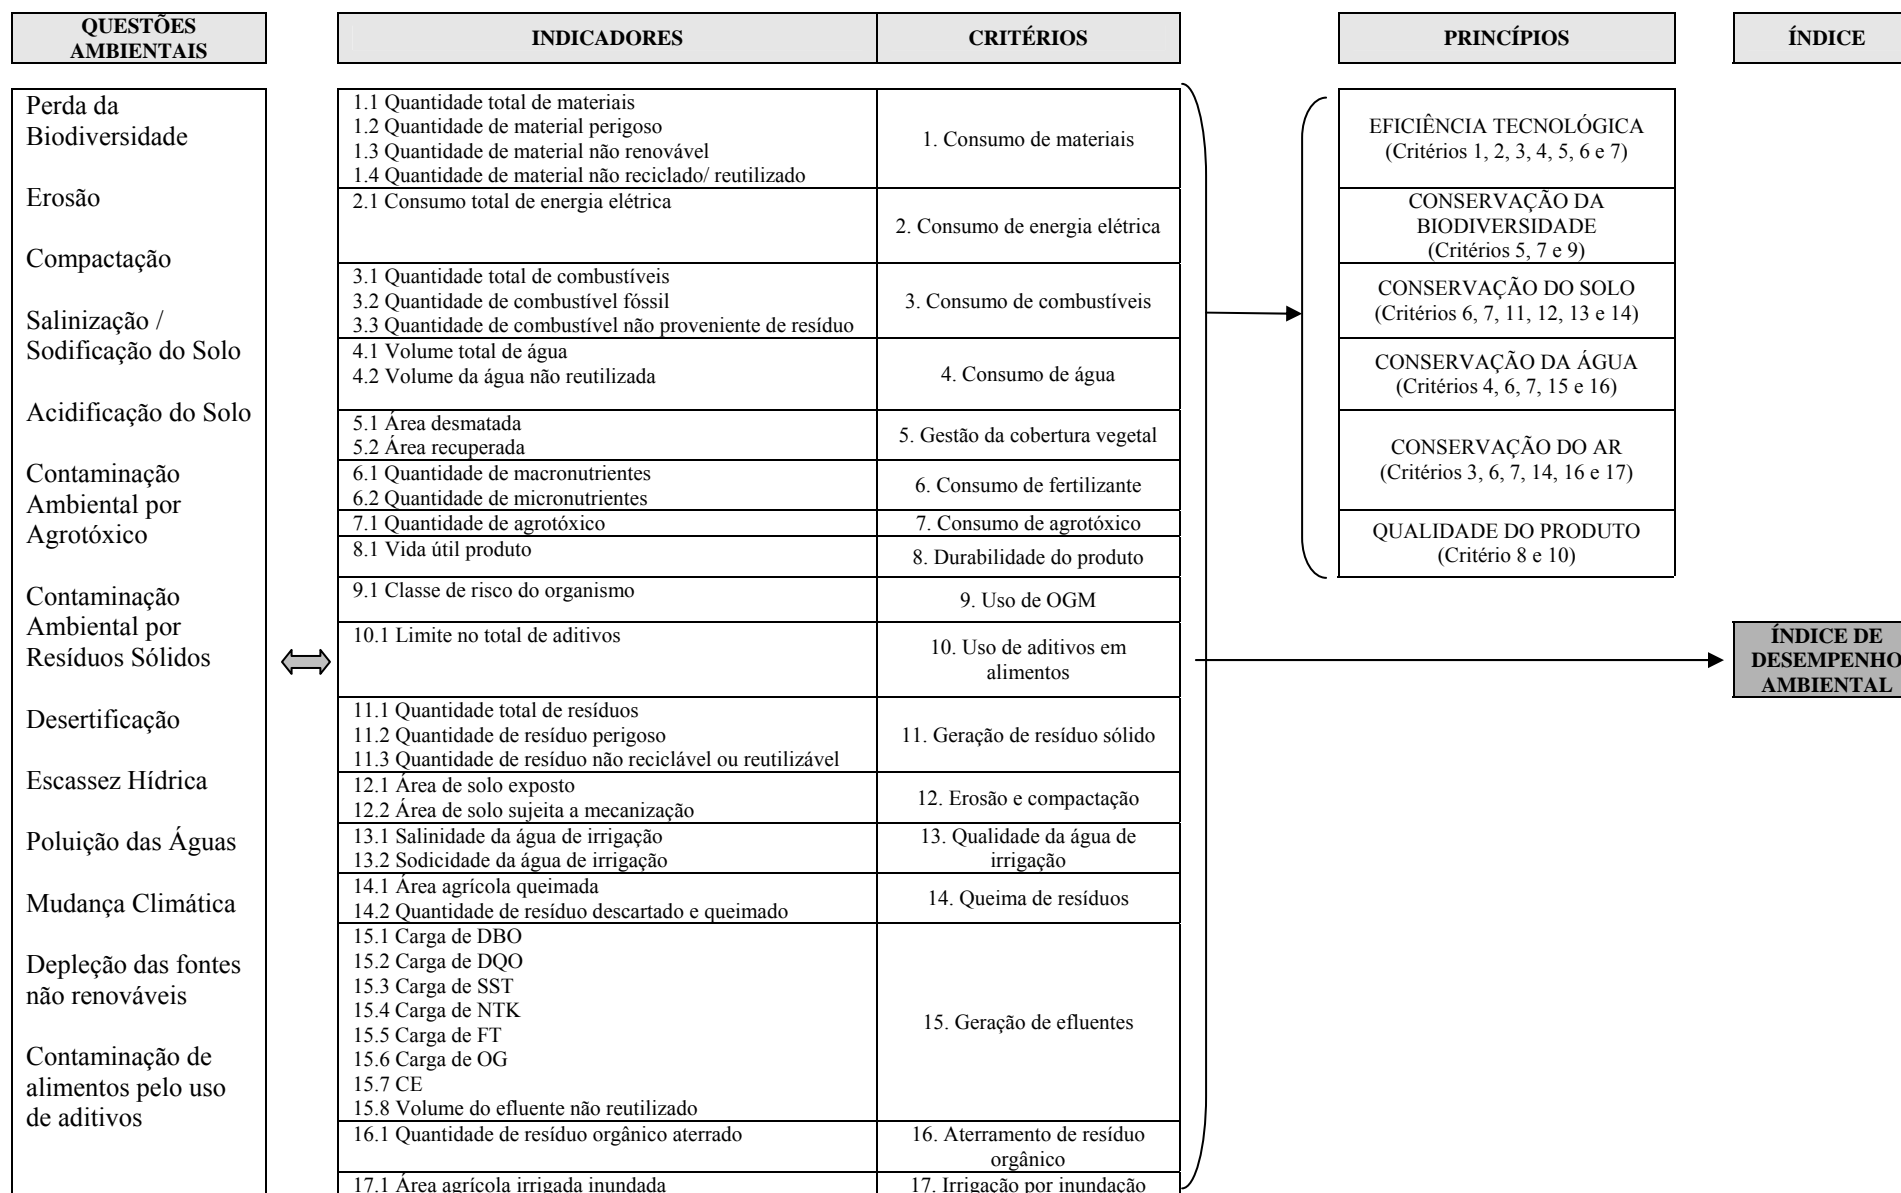 QUESTÕES
AMBIENTAIS
INDICADORES
CRITÉRIOS
PRINCÍPIOS
ÍNDICE
Perda da
Biodiversidade
Erosão
Compactação
Salinização /
Sodificação do Solo
Acidificação do Solo
Contaminação
Ambiental por
Agrotóxico
Contaminação
Ambiental por
Resíduos Sólidos
Desertificação
Escassez Hídrica
Poluição das Águas
Mudança Climática
Depleção das fontes
não renováveis
Contaminação de
alimentos pelo uso
de aditivos
1.1 Quantidade total de materiais
1.2 Quantidade de material perigoso
1.3 Quantidade de material não renovável
1.4 Quantidade de material não reciclado/ reutilizado
1. Consumo de materiais
2.1 Consumo total de energia elétrica
2. Consumo de energia elétrica
3.1 Quantidade total de combustíveis
3.2 Quantidade de combustível fóssil
3.3 Quantidade de combustível não proveniente de resíduo
3. Consumo de combustíveis
4.1 Volume total de água
4.2 Volume da água não reutilizada
4. Consumo de água
5.1 Área desmatada
5.2 Área recuperada
5. Gestão da cobertura vegetal
6.1 Quantidade de macronutrientes
6.2 Quantidade de micronutrientes
6. Consumo de fertilizante
7.1 Quantidade de agrotóxico
7. Consumo de agrotóxico
8.1 Vida útil produto
8. Durabilidade do produto
9.1 Classe de risco do organismo
9. Uso de OGM
10.1 Limite no total de aditivos
10. Uso de aditivos em
alimentos
11.1 Quantidade total de resíduos
11.2 Quantidade de resíduo perigoso
11.3 Quantidade de resíduo não reciclável ou reutilizável
11. Geração de resíduo sólido
12.1 Área de solo exposto
12.2 Área de solo sujeita a mecanização
12. Erosão e compactação
13.1 Salinidade da água de irrigação
13.2 Sodicidade da água de irrigação
13. Qualidade da água de
irrigação
14.1 Área agrícola queimada
14.2 Quantidade de resíduo descartado e queimado
14. Queima de resíduos
15.1 Carga de DBO
15.2 Carga de DQO
15.3 Carga de SST
15.4 Carga de NTK
15.5 Carga de FT
15.6 Carga de OG
15.7 CE
15.8 Volume do efluente não reutilizado
15. Geração de efluentes
16.1 Quantidade de resíduo orgânico aterrado
16. Aterramento de resíduo
orgânico
17.1 Área agrícola irrigada inundada
17. Irrigação por inundação
EFICIÊNCIA TECNOLÓGICA
(Critérios 1, 2, 3, 4, 5, 6 e 7)
CONSERVAÇÃO DA
BIODIVERSIDADE
(Critérios 5, 7 e 9)
CONSERVAÇÃO DO SOLO
(Critérios 6, 7, 11, 12, 13 e 14)
CONSERVAÇÃO DA ÁGUA
(Critérios 4, 6, 7, 15 e 16)
CONSERVAÇÃO DO AR
(Critérios 3, 6, 7, 14, 16 e 17)
QUALIDADE DO PRODUTO
(Critério 8 e 10)
ÍNDICE DE
DESEMPENHO
AMBIENTAL